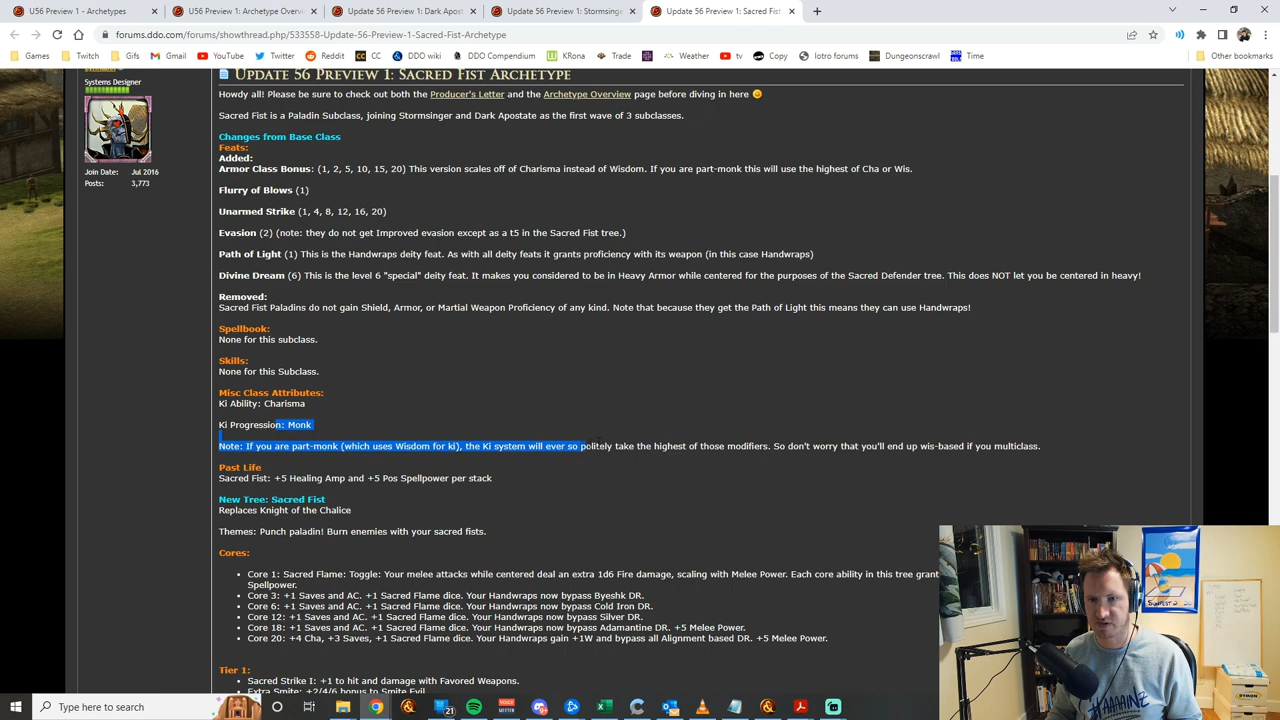 U56 Preview 1 - Archetypes
U56 Preview 1: Archetype Overv
Update 56 Preview 1: Dark Apost
Update 56 Preview 1: Stormsinge
Update 56 Preview 1: Sacred Fist
forums.ddo.com/forums/showthread.php/533558-Update-56-Preview-1-Sacred-Fist-Archetype
Games
Twitch
Gifs
Gmail
YouTube
Twitter
Reddit
CC
DDO wiki
DDO Compendium
KRona
Trade
Weather
tv
Copy
Iotro forums
Dungeonscrawl
Time
Other bookmarks
Systems Designer
Join Date: Jul 2016
Posts: 3,773
Update 56 Preview 1: Sacred Fist Archetype
Howdy all! Please be sure to check out both the Producer's Letter and the Archetype Overview page before diving in here
Sacred Fist is a Paladin Subclass, joining Stormsinger and Dark Apostate as the first wave of 3 subclasses.
Changes from Base Class
Feats:
Added:
Armor Class Bonus: (1, 2, 5, 10, 15, 20) This version scales off of Charisma instead of Wisdom. If you are part-monk this will use the highest of Cha or Wis.
Flurry of Blows (1)
Unarmed Strike (1, 4, 8, 12, 16, 20)
Evasion (2) (note: they do not get Improved evasion except as a t5 in the Sacred Fist tree.)
Path of Light (1) This is the Handwraps deity feat. As with all deity feats it grants proficiency with its weapon (in this case Handwraps)
Divine Dream (6) This is the level 6 "special" deity feat. It makes you considered to be in Heavy Armor while centered for the purposes of the Sacred Defender tree. This does NOT let you be centered in heavy!
Removed:
Sacred Fist Paladins do not gain Shield, Armor, or Martial Weapon Proficiency of any kind. Note that because they get the Path of Light this means they can use Handwraps!
Spellbook:
None for this subclass.
Skills:
None for this Subclass.
Misc Class Attributes:
Ki Ability: Charisma
Ki Progression: Monk
Note: If you are part-monk (which uses Wisdom for ki), the Ki system will ever so politely take the highest of those modifiers. So don't worry that you'll end up wis-based if you multiclass.
Past Life
Sacred Fist: +5 Healing Amp and +5 Pos Spellpower per stack
New Tree: Sacred Fist
Replaces Knight of the Chalice
Themes: Punch paladin! Burn enemies with your sacred fists.
Cores:
• Core 1: Sacred Flame: Toggle: Your melee attacks while centered deal an extra 1d6 Fire damage, scaling with Melee Power. Each core ability in this tree grant
Spellpower.
• Core 3: +1 Saves and AC. +1 Sacred Flame dice. Your Handwraps now bypass Byeshk DR.
• Core 6: +1 Saves and AC. +1 Sacred Flame dice. Your Handwraps now bypass Cold Iron DR.
• Core 12: +1 Saves and AC. +1 Sacred Flame dice. Your Handwraps now bypass Silver DR.
• Core 18: +1 Saves and AC. +1 Sacred Flame dice. Your Handwraps now bypass Adamantine DR. +5 Melee Power.
• Core 20: +4 Cha, +3 Saves, +1 Sacred Flame dice. Your Handwraps gain +1W and bypass all Alignment based DR. +5 Melee Power.
Tier 1:
• Sacred Strike I: +1 to hit and damage with Favored Weapons.
• Extra Smite: +2/4/6 bonus to Smite Evil
Type here to search
21